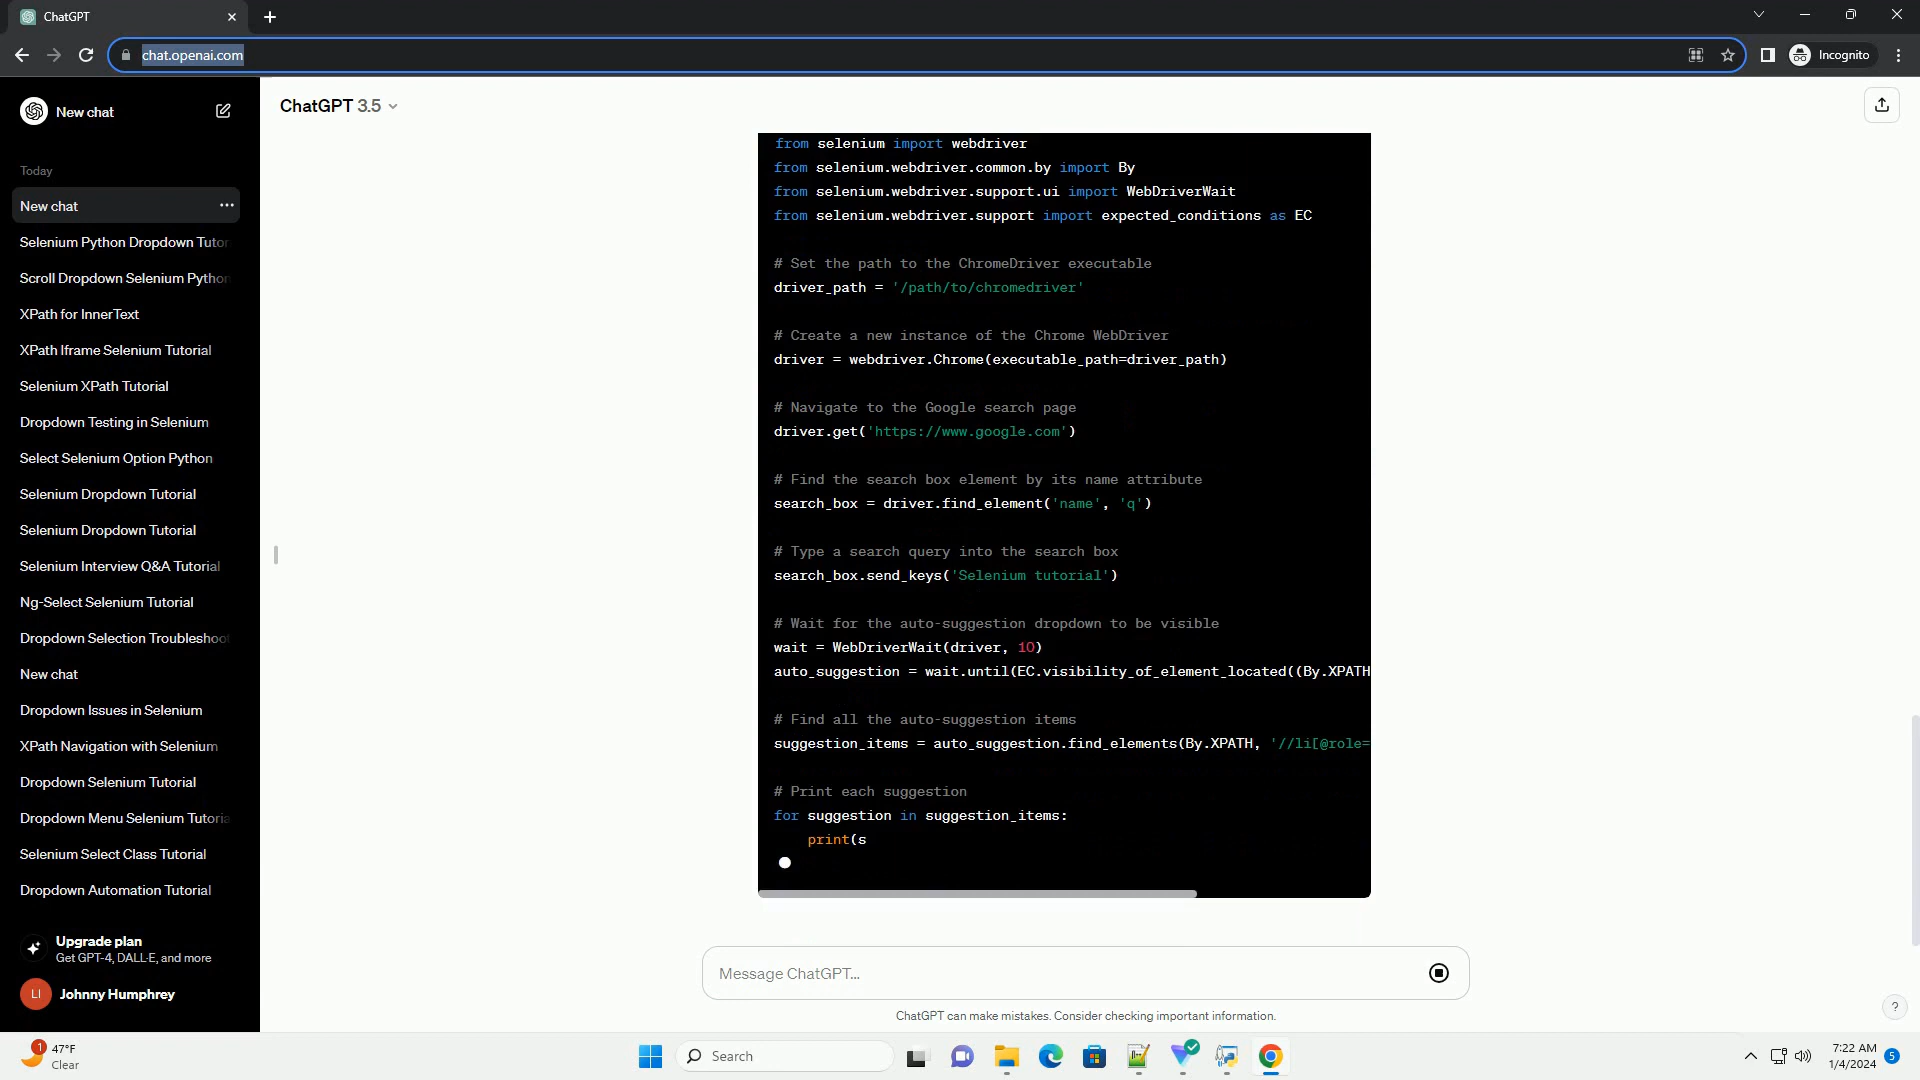 ChatGPT
chat.openai.com
Incognito
New chat
ChatGPT 3.5
Today
New chat
Selenium Python Dropdown Tutor
Scroll Dropdown Selenium Python
XPath for InnerText
XPath Iframe Selenium Tutorial
Selenium XPath Tutorial
Dropdown Testing in Selenium
Select Selenium Option Python
Selenium Dropdown Tutorial
Selenium Dropdown Tutorial
Selenium Interview Q&A Tutorial
Ng-Select Selenium Tutorial
Dropdown Selection Troubleshoot
New chat
Dropdown Issues in Selenium
XPath Navigation with Selenium
Dropdown Selenium Tutorial
Dropdown Menu Selenium Tutoria
Selenium Select Class Tutorial
Dropdown Automation Tutorial
Upgrade plan
Get GPT-4, DALL·E, and more
LI
Johnny Humphrey
from selenium import webdriver
from selenium.webdriver.common.by import By
from selenium.webdriver.support.ui import WebDriverWait
from selenium.webdriver.support import expected_conditions as EC
# Set the path to the ChromeDriver executable
driver_path = '/path/to/chromedriver'
# Create a new instance of the Chrome WebDriver
driver = webdriver.Chrome(executable_path=driver_path)
# Navigate to the Google search page
driver.get('https://www.google.com')
# Find the search box element by its name attribute
search_box = driver.find_element('name', 'q')
# Type a search query into the search box
search_box.send_keys('Selenium tutorial')
# Wait for the auto-suggestion dropdown to be visible
wait = WebDriverWait(driver, 10)
auto_suggestion = wait.until(EC.visibility_of_element_located((By.XPATH
# Find all the auto-suggestion items
suggestion_items = auto_suggestion.find_elements(By.XPATH, '//li[@role=
# Print each suggestion
for suggestion in suggestion_items:
print(s
Message ChatGPT...
ChatGPT can make mistakes. Consider checking important information.
?
1
47°F
Clear
Search
7:22 AM
1/4/2024
5